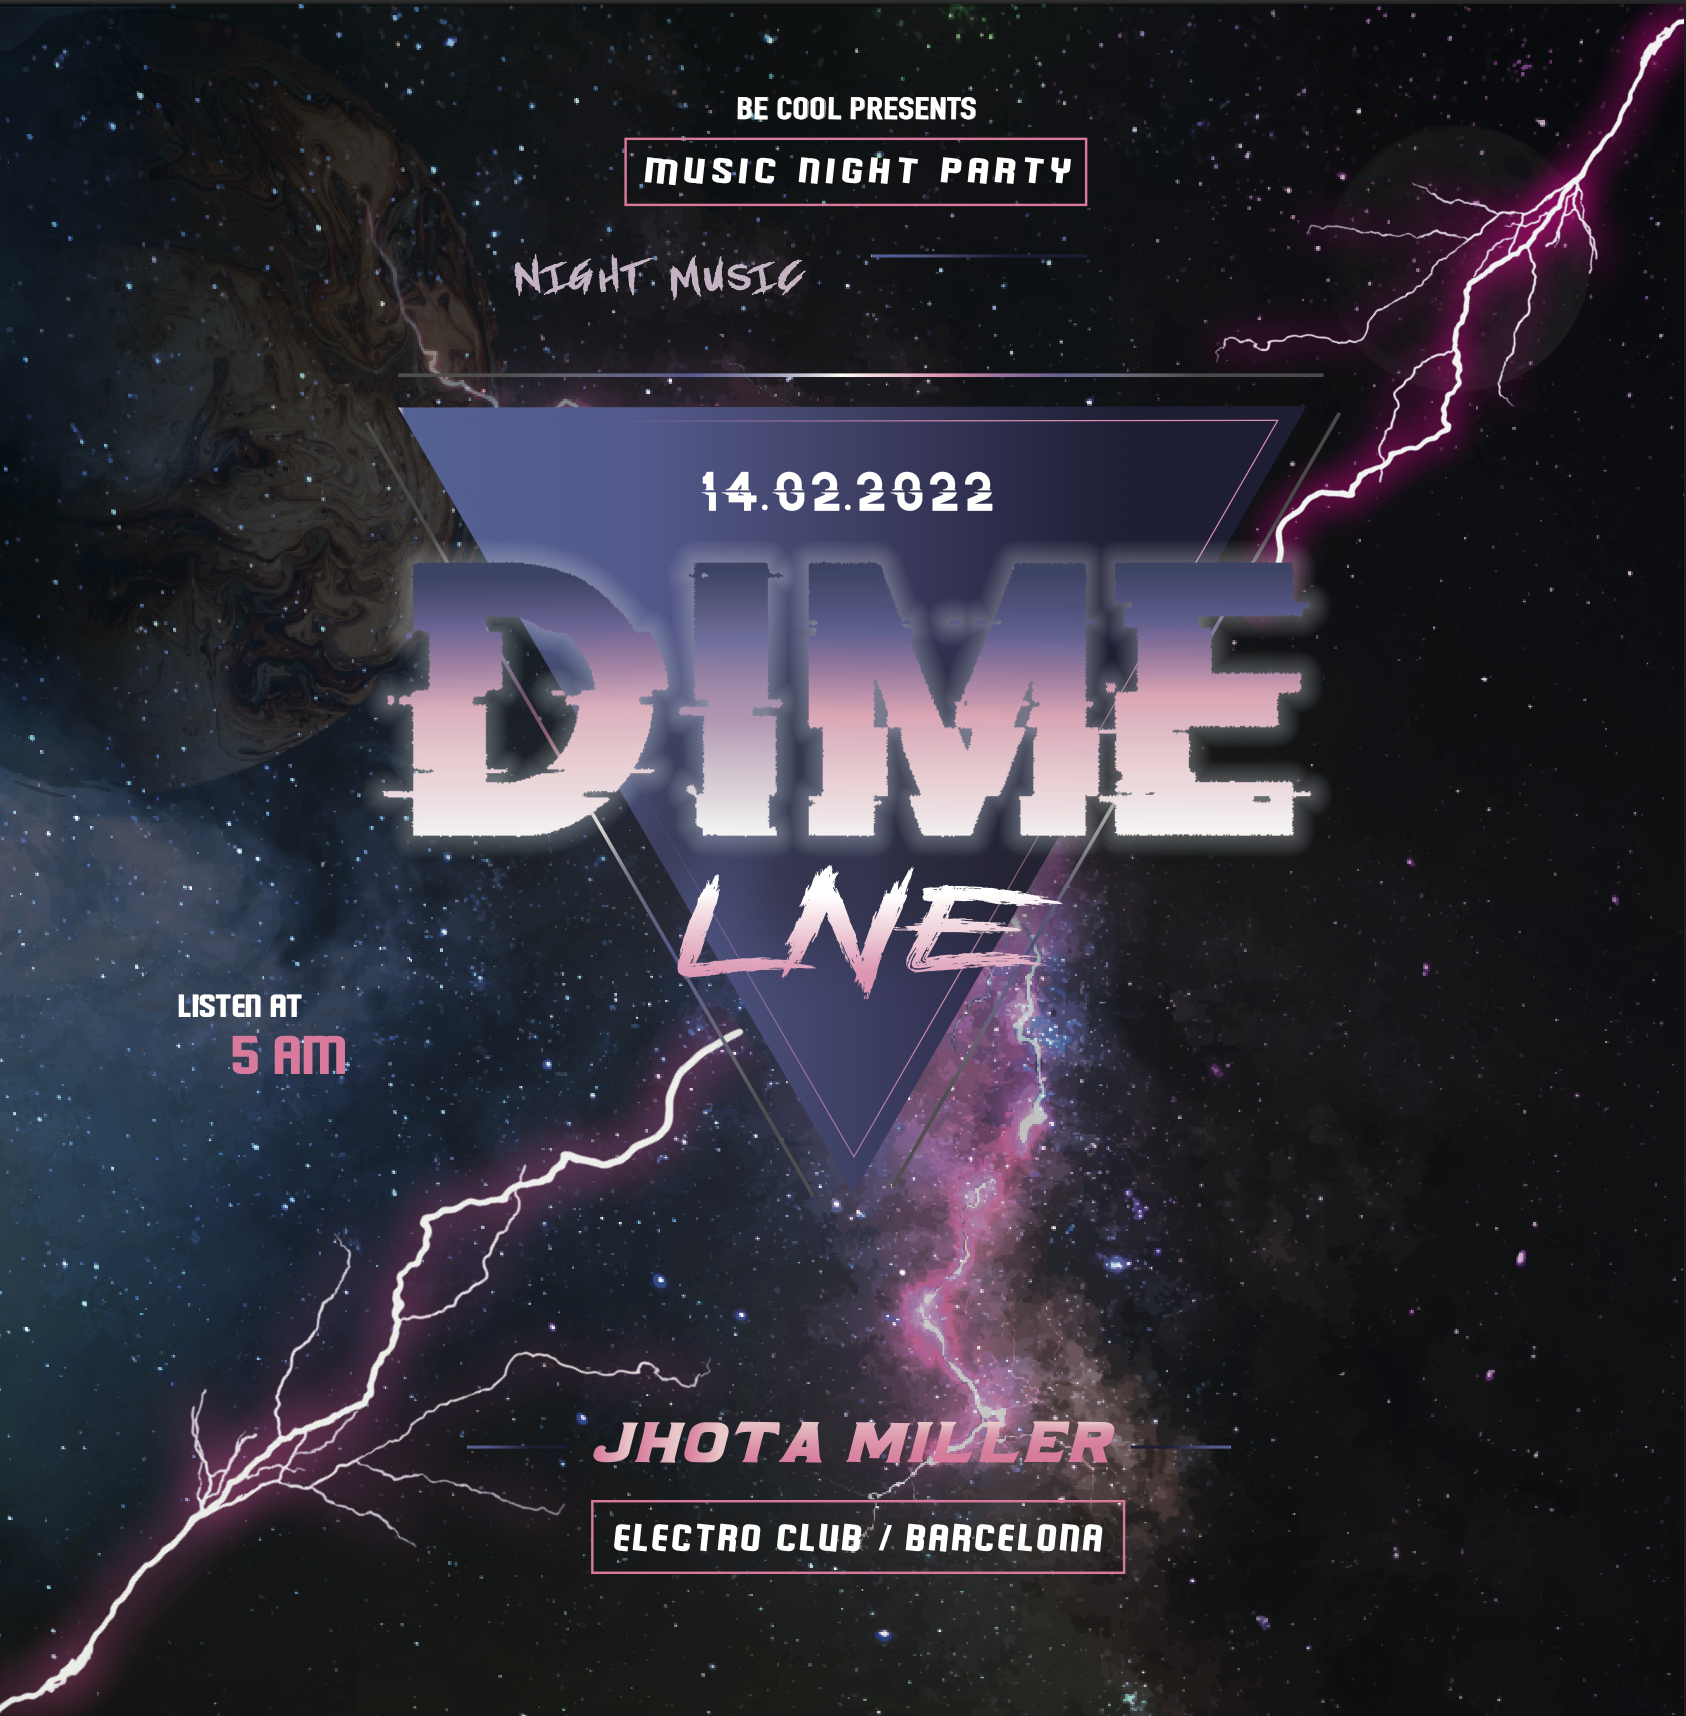 BE COOL PRESENTS
MUSIC NIGHT PARTY
NIGHT MUSIC
14.02.2022
DIME
LNE
LISTEN AT
5 AM
JHOTA MILLER
ELECTRO CLUB / BARCELONA